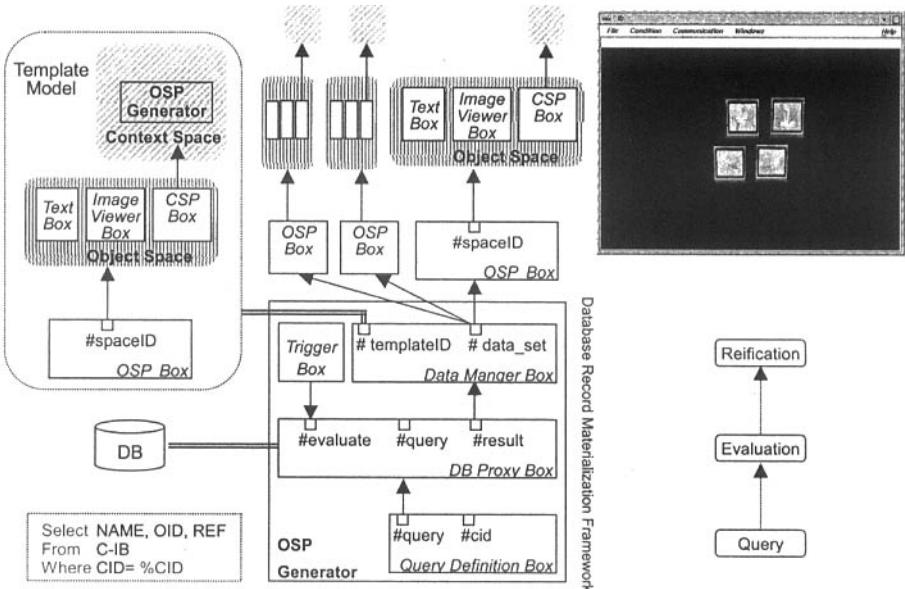 Template
Model
OSP
Generator
Context Space
Text
Box
Image
Viewer
Box
CSP
Box
Object Space
#spaceID
OSP Box
DB
Select NAME, OID, REF
From C-IB
Where CID= %CID
Text
Box
Image
Viewer
Box
CSP
Box
Object Space
OSP
Box
OSP
Box
#spaceID
OSP Box
Trigger
Box
# templateID # data_set
Data Manger Box
#evaluate #query #result
DB Proxy Box
#query #cid
Query Definition Box
OSP
Generator
Database Record Materialization Framework
File Condition Communication Windows Help
Reification
Evaluation
Query